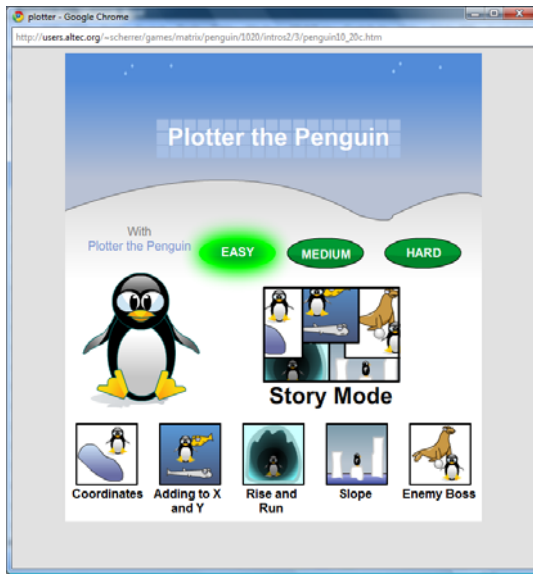 plotter - Google Chrome
http://users.altec.org/~scherrer/games/matrix/penguin/1020/intros2/3/penguin10_20c.htm
Plotter the Penguin
With
Plotter the Penguin
EASY
MEDIUM
HARD
Story Mode
Coordinates
Adding to X
and Y
Rise and
Run
Slope
Enemy Boss